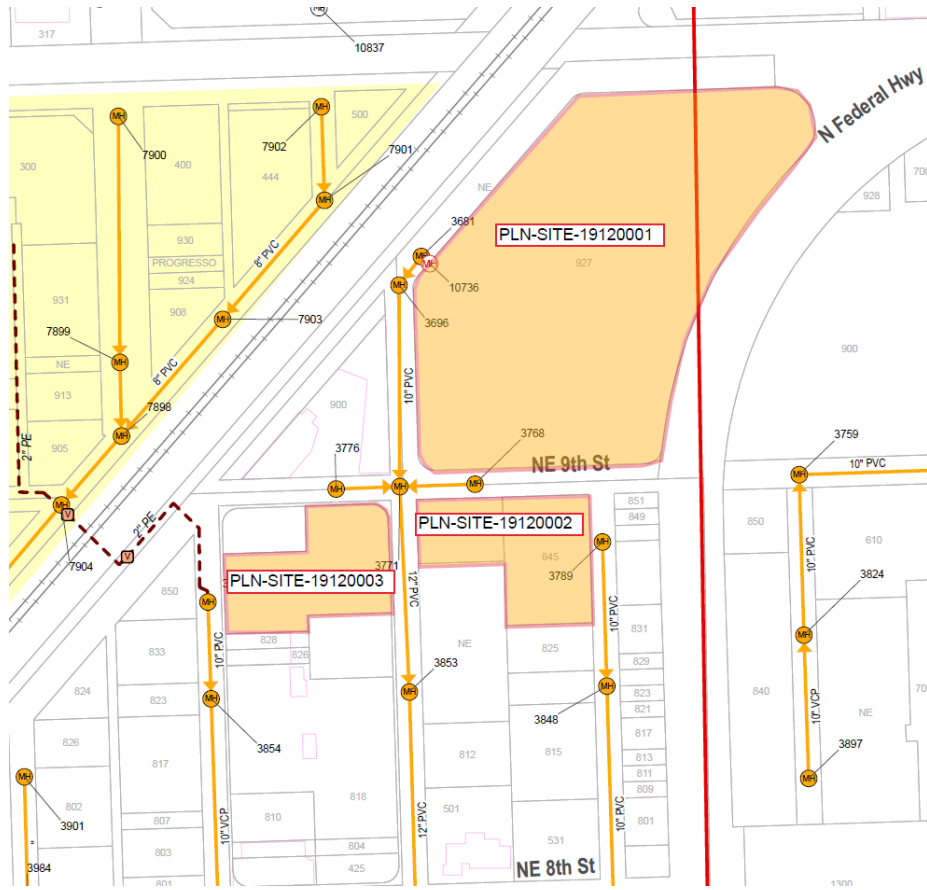 317
MH
10837
N Federal Hwy
MH
7900
400
7902
MH
500
7901
300
444
MH
NE
928
930
PROGRESSO
924
908
8" PVC
3681
MH
MH
10736
PLN-SITE-19120001
927
931
MH
3696
MH
7903
7899
MH
8" PVC
NE
913
905
7898
MH
2" PE
10" PVC
900
900
3776
3768
NE 9th St
MH
MH
MH
3759
MH
10" PVC
MH
V
7904
2" PE
V
PLN-SITE-19120002
845
851
849
MH
3789
850
610
10" PVC
850
PLN-SITE-19120003
3771
12" PVC
MH
10" PVC
10" PVC
3824
MH
833
828
826
NE
825
831
829
824
823
MH
3854
MH
3853
MH
3848
823
821
840
10" VCP
NE
826
817
812
815
817
813
811
809
MH
3897
MH
3901
802
807
803
801
10" VCP
810
818
804
425
12" PVC
501
531
10" PVC
801
3984
NE 8th St
1300